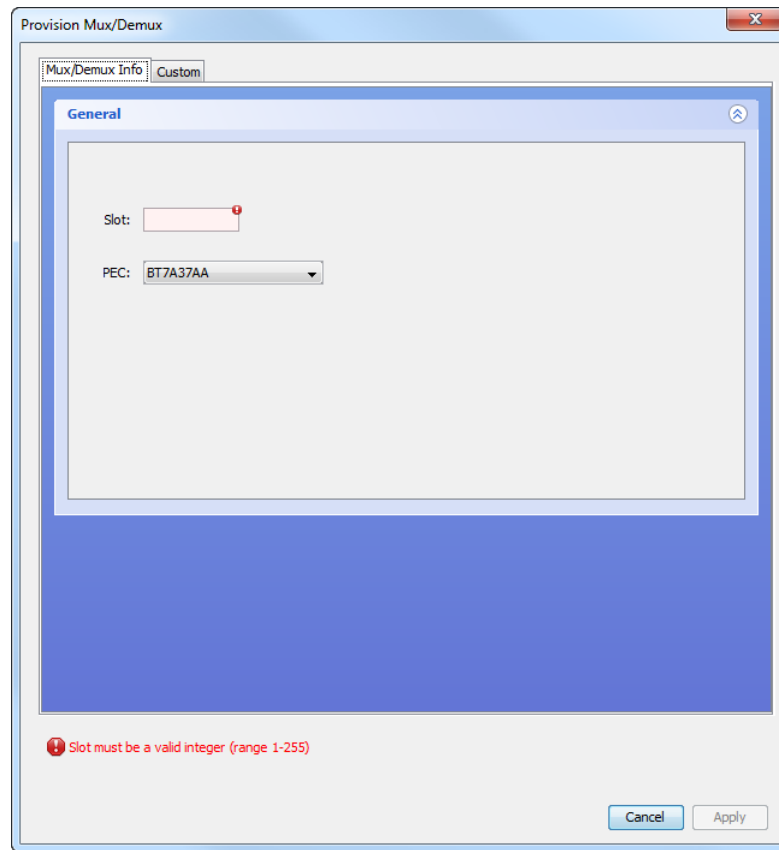 Provision Mux/Demux
Mux/Demux Info Custom
General
Slot:
PEC: BT7A37AA
Slot must be a valid integer (range 1-255)
Cancel Apply